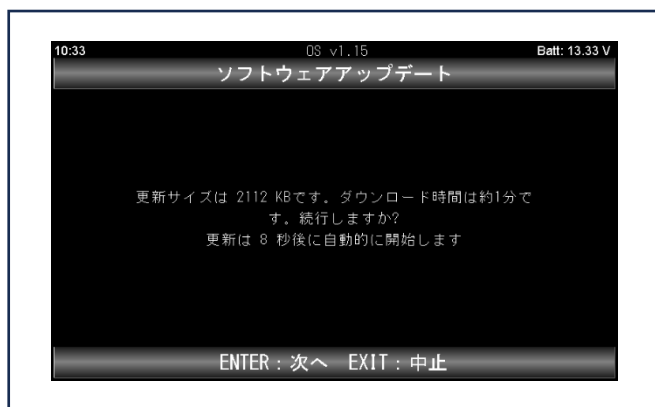 10:33 OS v1.15 Batt: 13.33 V
ソフトウェアアップデート
更新サイズは 2112 KBです。ダウンロード時間は約1分で
す。続行しますか?
更新は 8 秒後に自動的に開始します
ENTER：次へ EXIT：中止